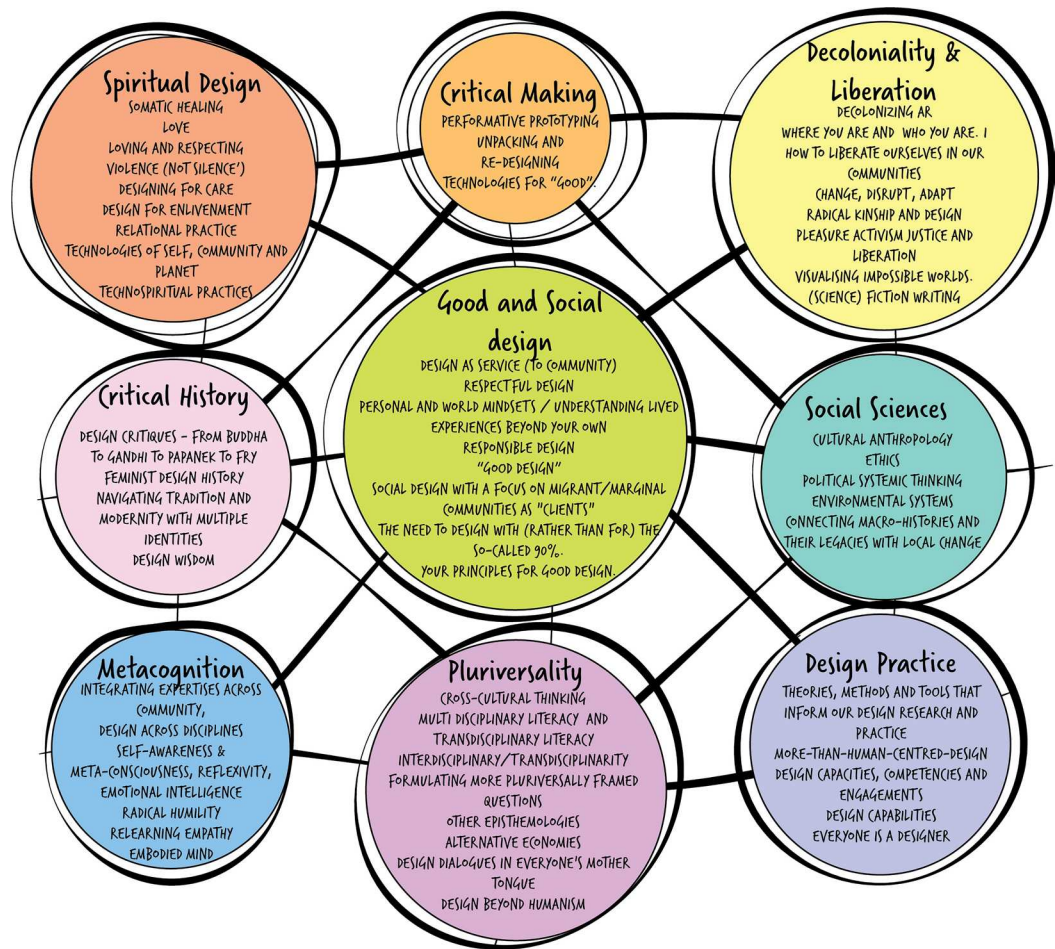 Spiritual Design
SOMATIC HEALING
LOVE
LOVING AND RESPECTING
VIOLENCE (NOT SILENCE')
DESIGNING FOR CARE
DESIGN FOR ENLIVENMENT
RELATIONAL PRACTICE
TECHNOLOGIES OF SELF, COMMUNITY AND
PLANET
TECHNOSPIRITUAL PRACTICES
Critical Making
PERFORMATIVE PROTOTYPING
UNPACKING AND
RE-DESIGNING
TECHNOLOGIES FOR "GOOD".
Decoloniality &
Liberation
DECOLONIZING AR
WHERE YOU ARE AND WHO YOU ARE. I
HOW TO LIBERATE OURSELVES IN OUR
COMMUNITIES
CHANGE, DISRUPT, ADAPT
RADICAL KINSHIP AND DESIGN
PLEASURE ACTIVISM JUSTICE AND
LIBERATION
VISUALISING IMPOSSIBLE WORLDS.
(SCIENCE) FICTION WRITING
Critical History
DESIGN CRITIQUES - FROM BUDDHA
TO GANDHI TO PAPANEK TO FRY
FEMINIST DESIGN HISTORY
NAVIGATING TRADITION AND
MODERNITY WITH MULTIPLE
IDENTITIES
DESIGN WISDOM
Good and Social
design
DESIGN AS SERVICE (TO COMMUNITY)
RESPECTFUL DESIGN
PERSONAL AND WORLD MINDSETS / UNDERSTANDING LIVED
EXPERIENCES BEYOND YOUR OWN
RESPONSIBLE DESIGN
"GOOD DESIGN"
SOCIAL DESIGN WITH A FOCUS ON MIGRANT/MARGINAL
COMMUNITIES AS "CLIENTS"
THE NEED TO DESIGN WITH (RATHER THAN FOR) THE
SO-CALLED 90%.
YOUR PRINCIPLES FOR GOOD DESIGN.
Social Sciences
CULTURAL ANTHROPOLOGY
ETHICS
POLITICAL SYSTEMIC THINKING
ENVIRONMENTAL SYSTEMS
CONNECTING MACRO-HISTORIES AND
THEIR LEGACIES WITH LOCAL CHANGE
Metacognition
INTEGRATING EXPERTISES ACROSS
COMMUNITY,
DESIGN ACROSS DISCIPLINES
SELF-AWARENESS &
META-CONSCIOUSNESS, REFLEXIVITY,
EMOTIONAL INTELLIGENCE
RADICAL HUMILITY
RELEARNING EMPATHY
EMBODIED MIND
Pluriversality
CROSS-CULTURAL THINKING
MULTI DISCIPLINARY LITERACY AND
TRANSDISCIPLINARY LITERACY
INTERDISCIPLINARY/TRANSDISCIPLINARITY
FORMULATING MORE PLURIVERSALLY FRAMED
QUESTIONS
OTHER EPISTHEMOLOGIES
ALTERNATIVE ECONOMIES
DESIGN DIALOGUES IN EVERYONE'S MOTHER
TONGUE
DESIGN BEYOND HUMANISM
Design Practice
THEORIES, METHODS AND TOOLS THAT
INFORM OUR DESIGN RESEARCH AND
PRACTICE
MORE-THAN-HUMAN-CENTRED-DESIGN
DESIGN CAPACITIES, COMPETENCIES AND
ENGAGEMENTS
DESIGN CAPABILITIES
EVERYONE IS A DESIGNER